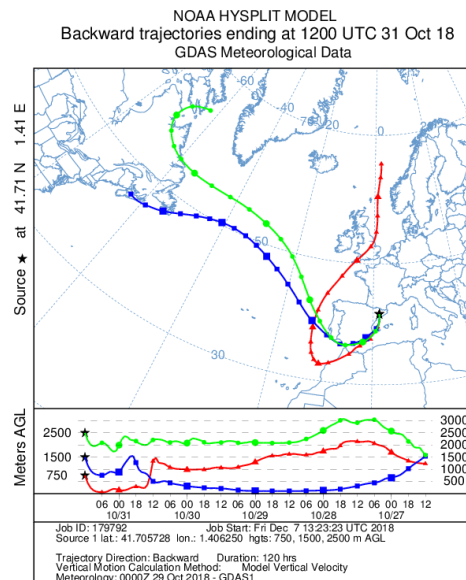 NOAA HYSPLIT MODEL
Backward trajectories ending at 1200 UTC 31 Oct 18
GDAS Meteorological Data
Source ★ at 41.71 N 1.41 E
-60
-40
-20
0
50
30
Meters AGL
2500
1500
750
3000
2500
2000
1500
1000
500
06 00 18 12 06 00 18 12 06 00 18 12 06 00 18 12 06 00 18 12
10/31 10/30 10/29 10/28 10/27
Job ID: 179792 Job Start: Fri Dec 7 13:23:23 UTC 2018
Source 1 lat.: 41.705728 lon.: 1.406250 hgts: 750, 1500, 2500 m AGL
Trajectory Direction: Backward Duration: 120 hrs
Vertical Motion Calculation Method: Model Vertical Velocity
Meteorology: 0000Z 29 Oct 2018 - GDAS1